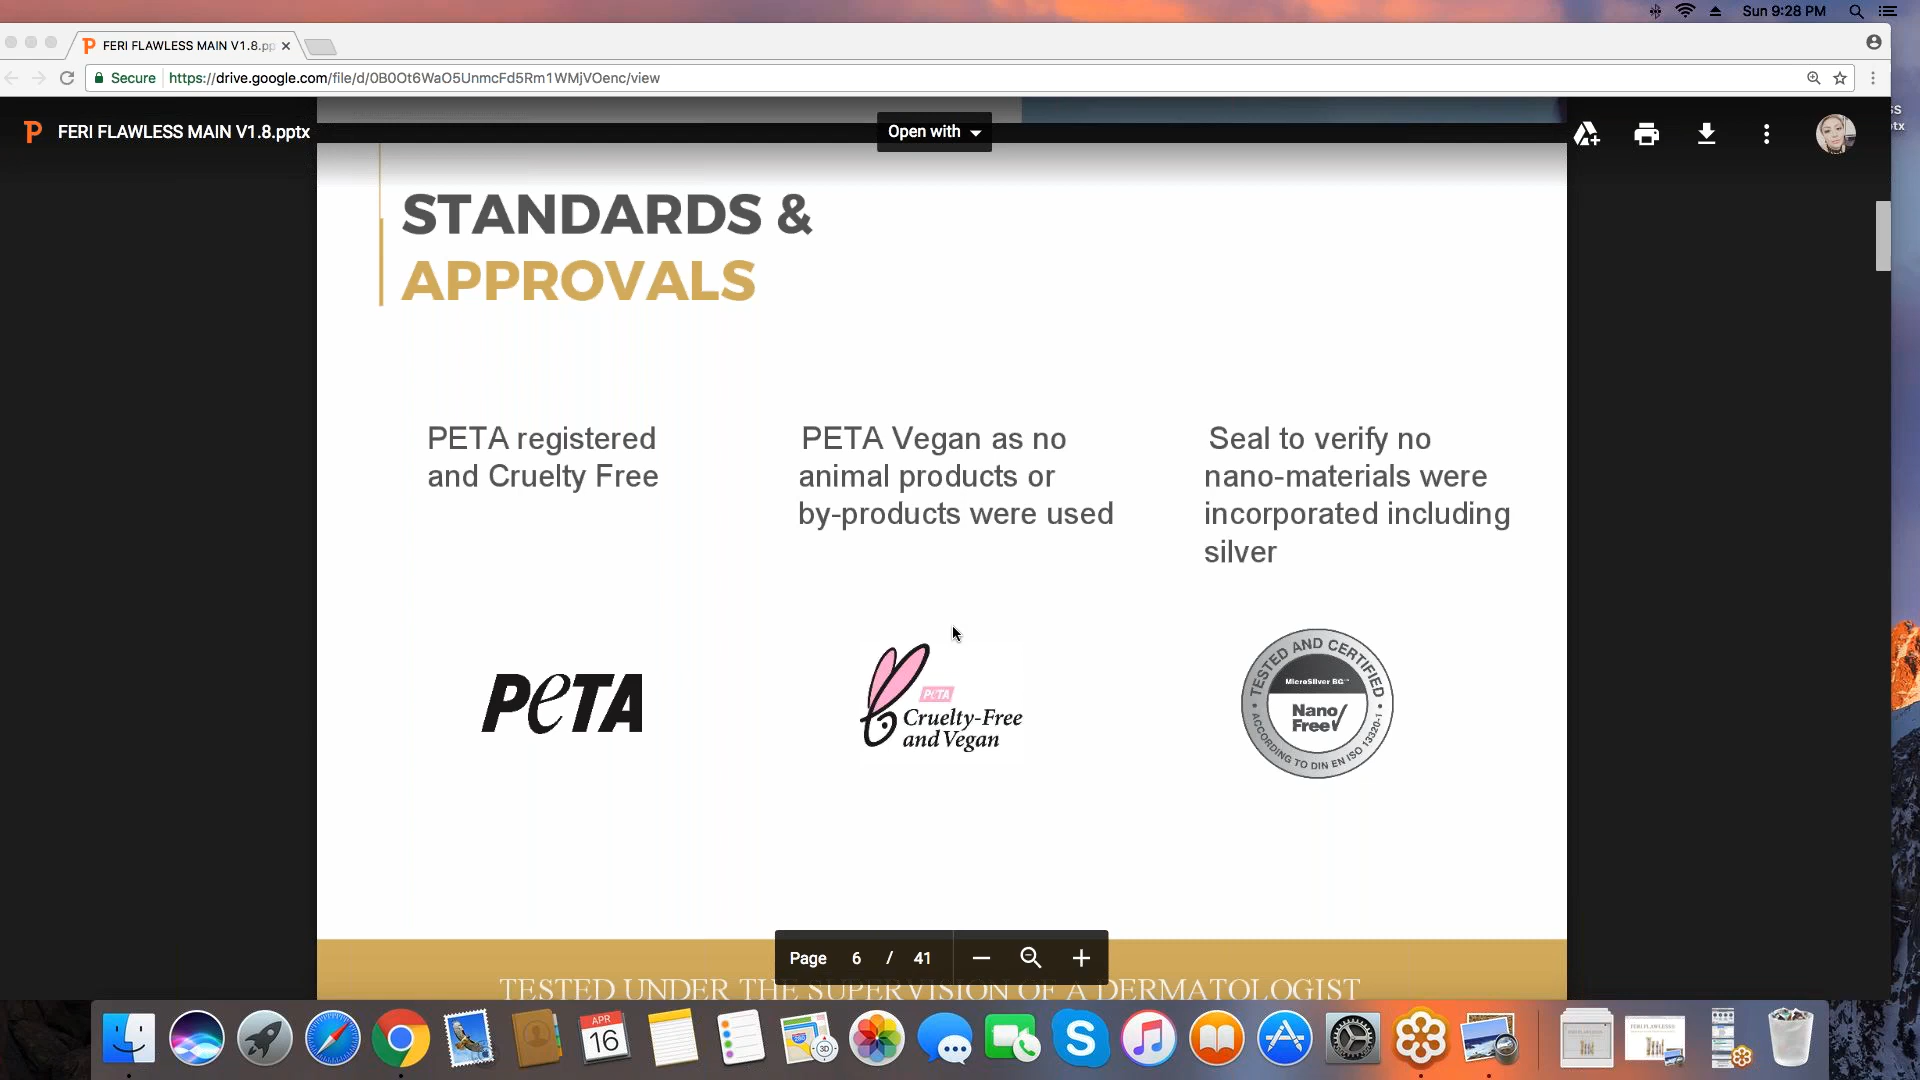 Sun 9:28 PM
FERI FLAWLESS MAIN V1.8.pp
Secure
https://drive.google.com/file/d/0B0Ot6WaO5UnmcFd5Rm1WMjVOenc/view
FERI FLAWLESS MAIN V1.8.pptx
Open with
STANDARDS &
APPROVALS
PETA registered
and Cruelty Free
PETA Vegan as no
animal products or
by-products were used
Seal to verify no
nano-materials were
incorporated including
silver
PETA
PETA
Cruelty-Free
and Vegan
TESTED AND CERTIFIED
MicroSilver BG™
Nano
Free
ACCORDING TO DIN EN ISO 13320-1
Page 6 / 41
TESTED UNDER THE SUPERVISION OF A DERMATOLOGIST
APR
16
3D